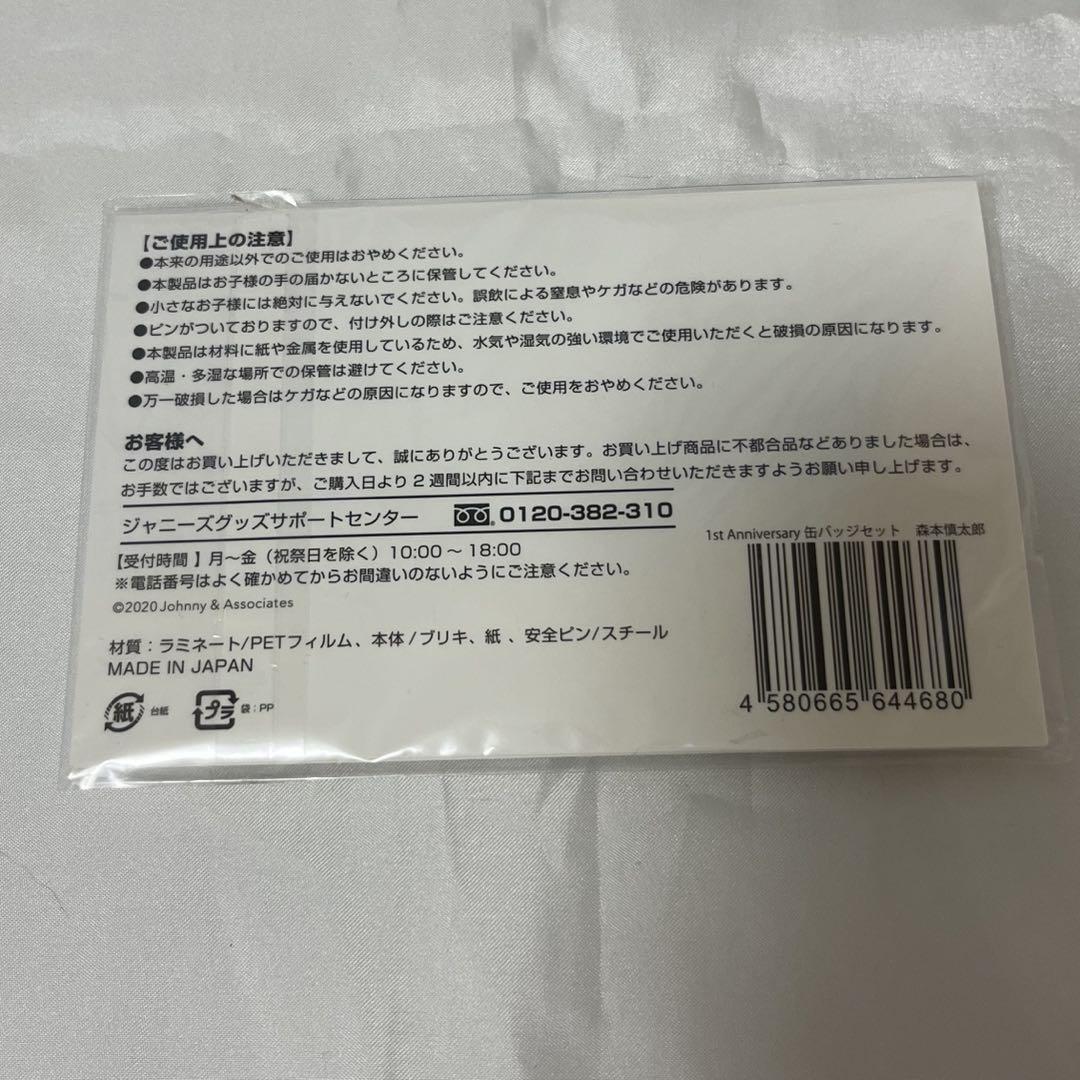 【ご使用上の注意】
●本来の用途以外でのご使用はおやめください。
●本製品はお子様の手の届かないところに保管してください。
●小さなお子様には絶対に与えないでください。誤飲による窒息やケガなどの危険があります。
●ピンがついておりますので、付け外しの際はご注意ください。
●本製品は材料に紙や金属を使用しているため、水気や湿気の強い環境でご使用いただくと破損の原因になります。
●高温・多湿な場所での保管は避けてください。
●万一破損した場合はケガなどの原因になりますので、ご使用をおやめください。
お客様へ
この度はお買い上げいただきまして、誠にありがとうございます。お買い上げ商品に不都合品などありました場合は、
お手数ではございますが、ご購入日より2週間以内に下記までお問い合わせいただきますようお願い申し上げます。
ジャニーズグッズサポートセンター 0120-382-310
【受付時間】月〜金（祝祭日を除く）10:00〜18:00
※電話番号はよく確かめてからお間違いのないようにご注意ください。
©2020 Johnny & Associates
材質：ラミネート/PETフィルム、本体/ブリキ、紙、安全ピン/スチール
MADE IN JAPAN
紙 台紙 プラ 袋：PP
1st Anniversary 缶バッジセット 森本慎太郎
4 580665 644680